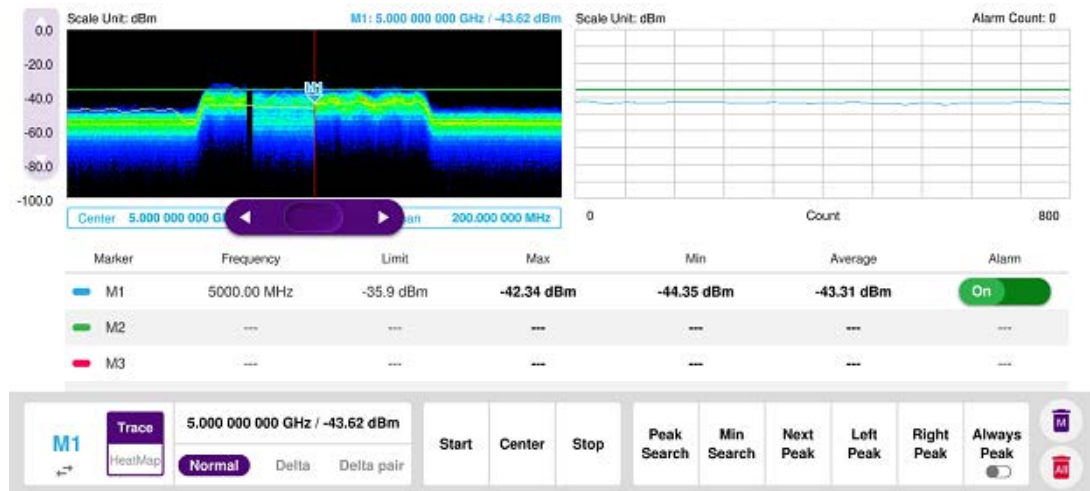 Scale Unit: dBm M1: 5.000 000 000 GHz / -43.62 dBm Scale Unit: dBm Alarm Count: 0
0.0
-20.0
-40.0
-60.0
-80.0
-100.0
M1
Center 5.000 000 000 G 200.000 000 MHz 0 Count 800
Marker Frequency Limit Max Min Average Alarm
M1 5000.00 MHz -35.9 dBm -42.34 dBm -44.35 dBm -43.31 dBm On
M2 --- --- --- --- --- ---
M3 --- --- --- --- --- ---
M1 Trace 5.000 000 000 GHz / -43.62 dBm Start Center Stop Peak Search Min Search Next Peak Left Peak Right Peak Always Peak M
HeatMap Normal Delta Delta pair All